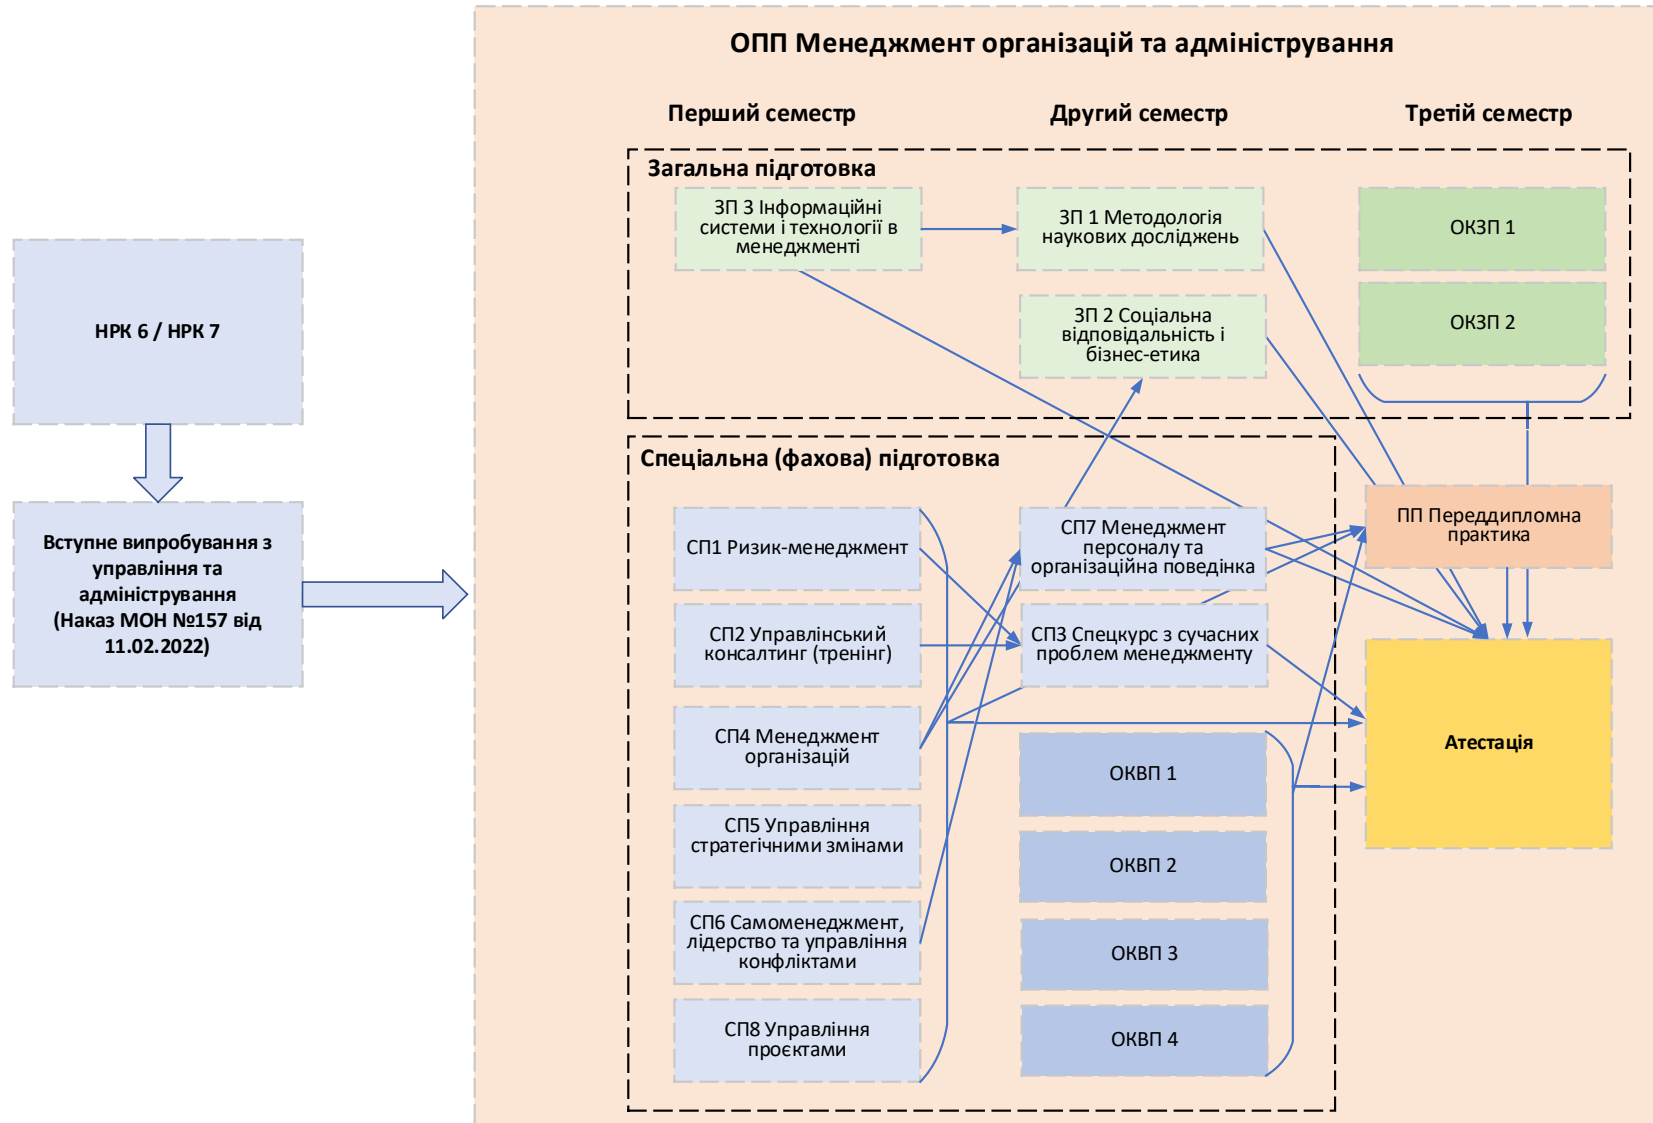 ОПП Менеджмент організацій та адміністрування
Перший семестр
Другий семестр
Третій семестр
Загальна підготовка
ЗП 3 Інформаційні
системи і технології в
менеджменті
ЗП 1 Методологія
наукових досліджень
ОКЗП 1
ЗП 2 Соціальна
відповідальність і
бізнес-етика
ОКЗП 2
НРК 6 / НРК 7
Вступне випробування з
управління та
адміністрування
(Наказ МОН №157 від
11.02.2022)
Спеціальна (фахова) підготовка
СП1 Ризик-менеджмент
СП7 Менеджмент
персоналу та
організаційна поведінка
ПП Переддипломна
практика
СП2 Управлінський
консалтинг (тренінг)
СП3 Спецкурс з сучасних
проблем менеджменту
СП4 Менеджмент
організацій
ОКВП 1
Атестація
СП5 Управління
стратегічними змінами
ОКВП 2
СП6 Самоменеджмент,
лідерство та управління
конфліктами
ОКВП 3
СП8 Управління
проєктами
ОКВП 4